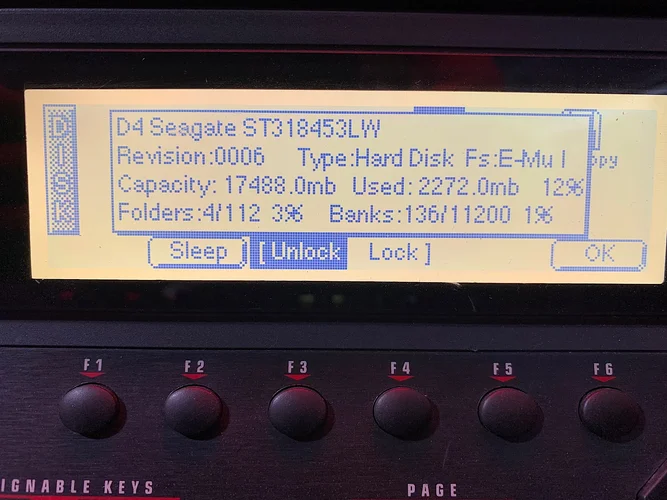 DISK
D4 Seagate ST318453LW
Revision:0006 Type:Hard Disk Fs:E-Mu I
opy
Capacity: 17488.0mb Used: 2272.0mb 12%
Folders:4/112 3% Banks:136/11200 1%
Sleep [Unlock Lock] OK
F1 F2 F3 F4 F5 F6
IGNABLE KEYS PAGE